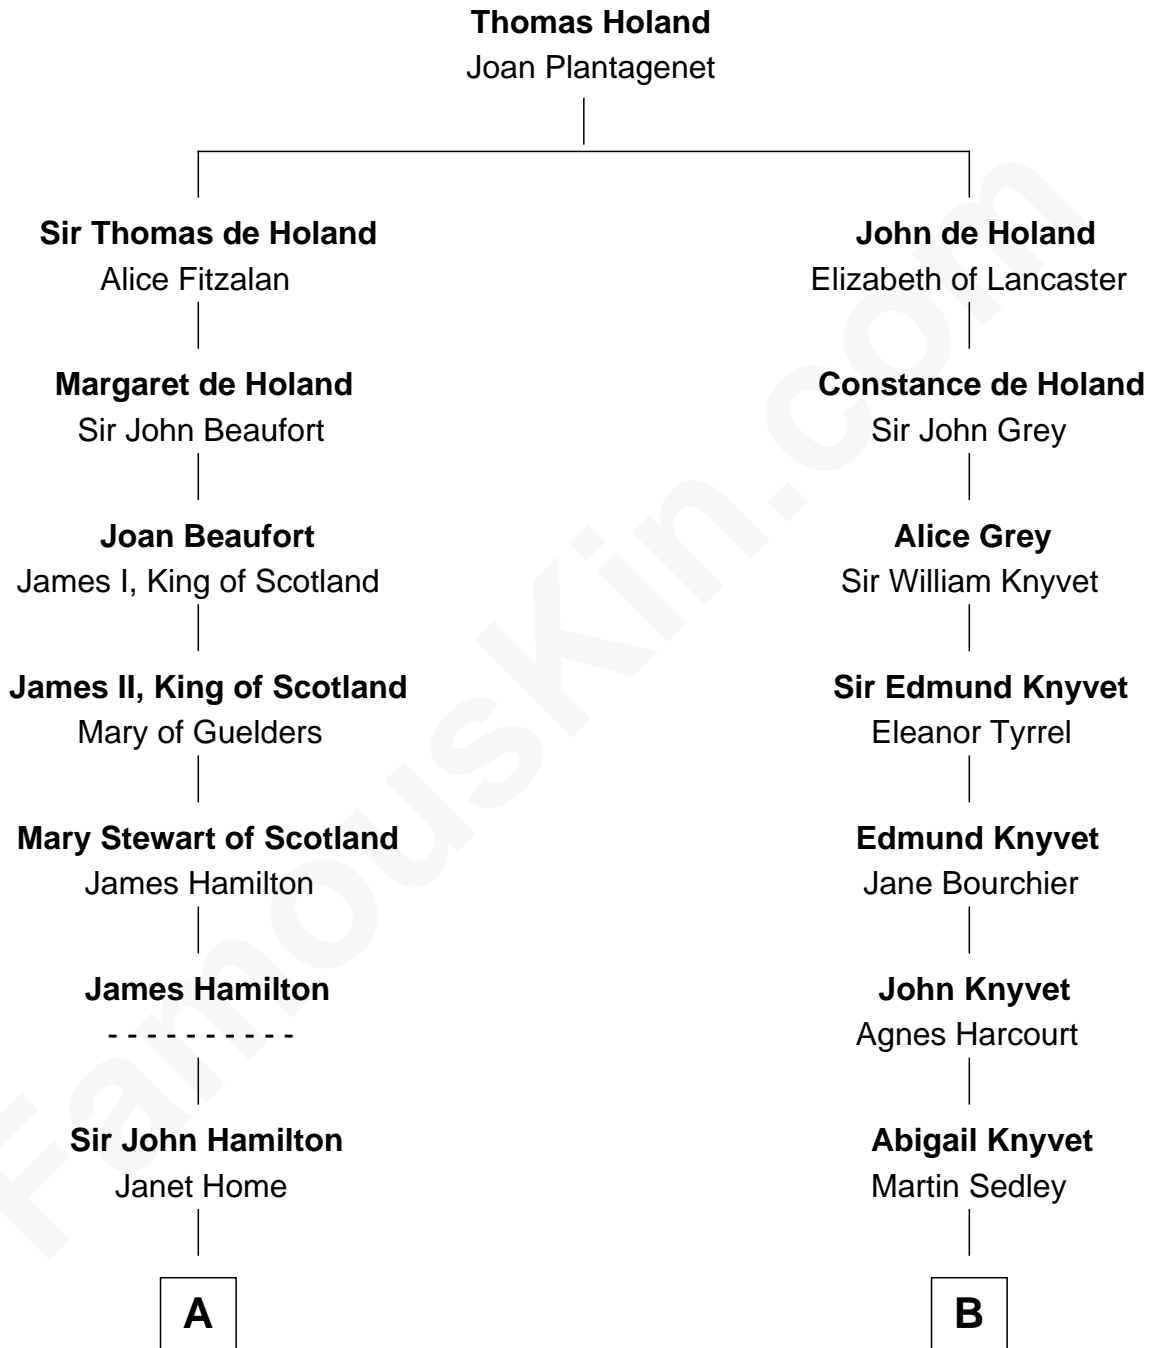 Thomas Holand
Joan Plantagenet
Sir Thomas de Holand
Alice Fitzalan
Margaret de Holand
Sir John Beaufort
Joan Beaufort
James I, King of Scotland
James II, King of Scotland
Mary of Guelders
Mary Stewart of Scotland
James Hamilton
James Hamilton
- - - - - - - - - -
Sir John Hamilton
Janet Home
A
John de Holand
Elizabeth of Lancaster
Constance de Holand
Sir John Grey
Alice Grey
Sir William Knyvet
Sir Edmund Knyvet
Eleanor Tyrrel
Edmund Knyvet
Jane Bourchier
John Knyvet
Agnes Harcourt
Abigail Knyvet
Martin Sedley
B
FamousKin.com